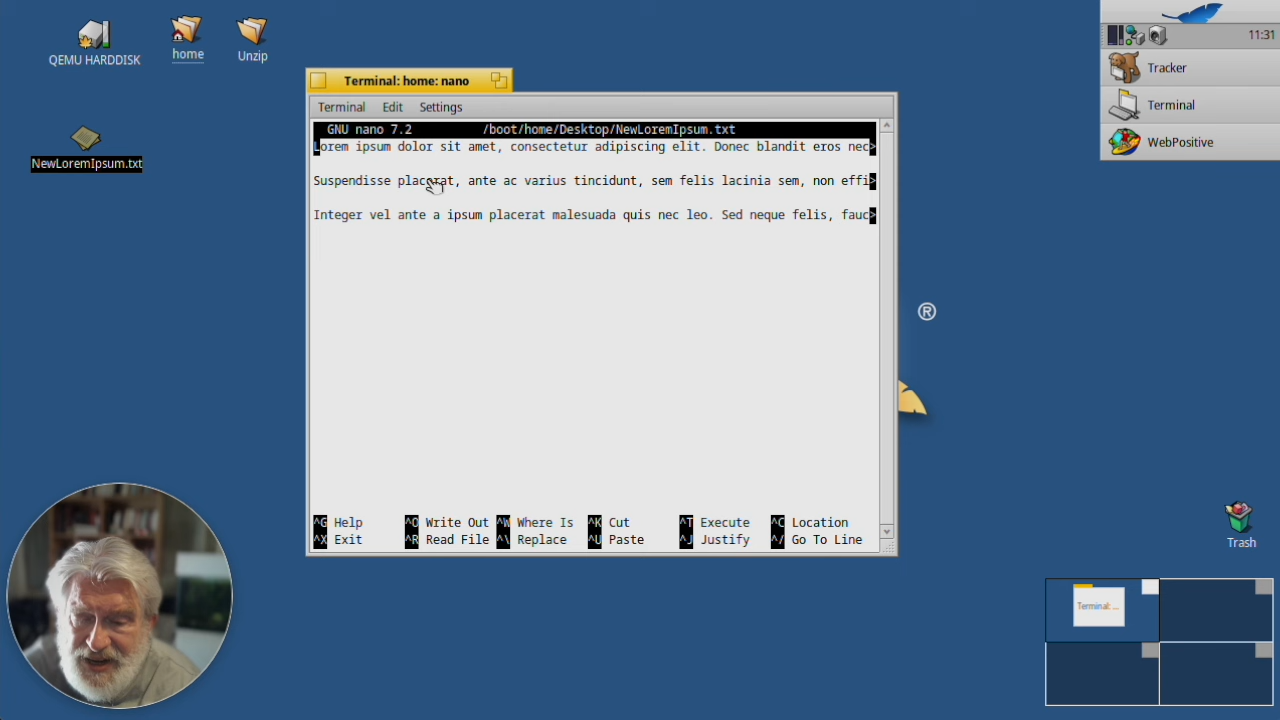 QEMU HARDDISK
home
Unzip
11:31
Tracker
Terminal
WebPositive
NewLoremIpsum.txt
Terminal: home: nano
Terminal Edit Settings
GNU nano 7.2 /boot/home/Desktop/NewLoremIpsum.txt
Lorem ipsum dolor sit amet, consectetur adipiscing elit. Donec blandit eros nec>
Suspendisse placerat, ante ac varius tincidunt, sem felis lacinia sem, non effi>
Integer vel ante a ipsum placerat malesuada quis nec leo. Sed neque felis, fauc>
^G Help ^O Write Out ^W Where Is ^K Cut ^T Execute ^C Location
^X Exit ^R Read File ^\ Replace ^U Paste ^J Justify ^/ Go To Line
®
Trash
Terminal: ...